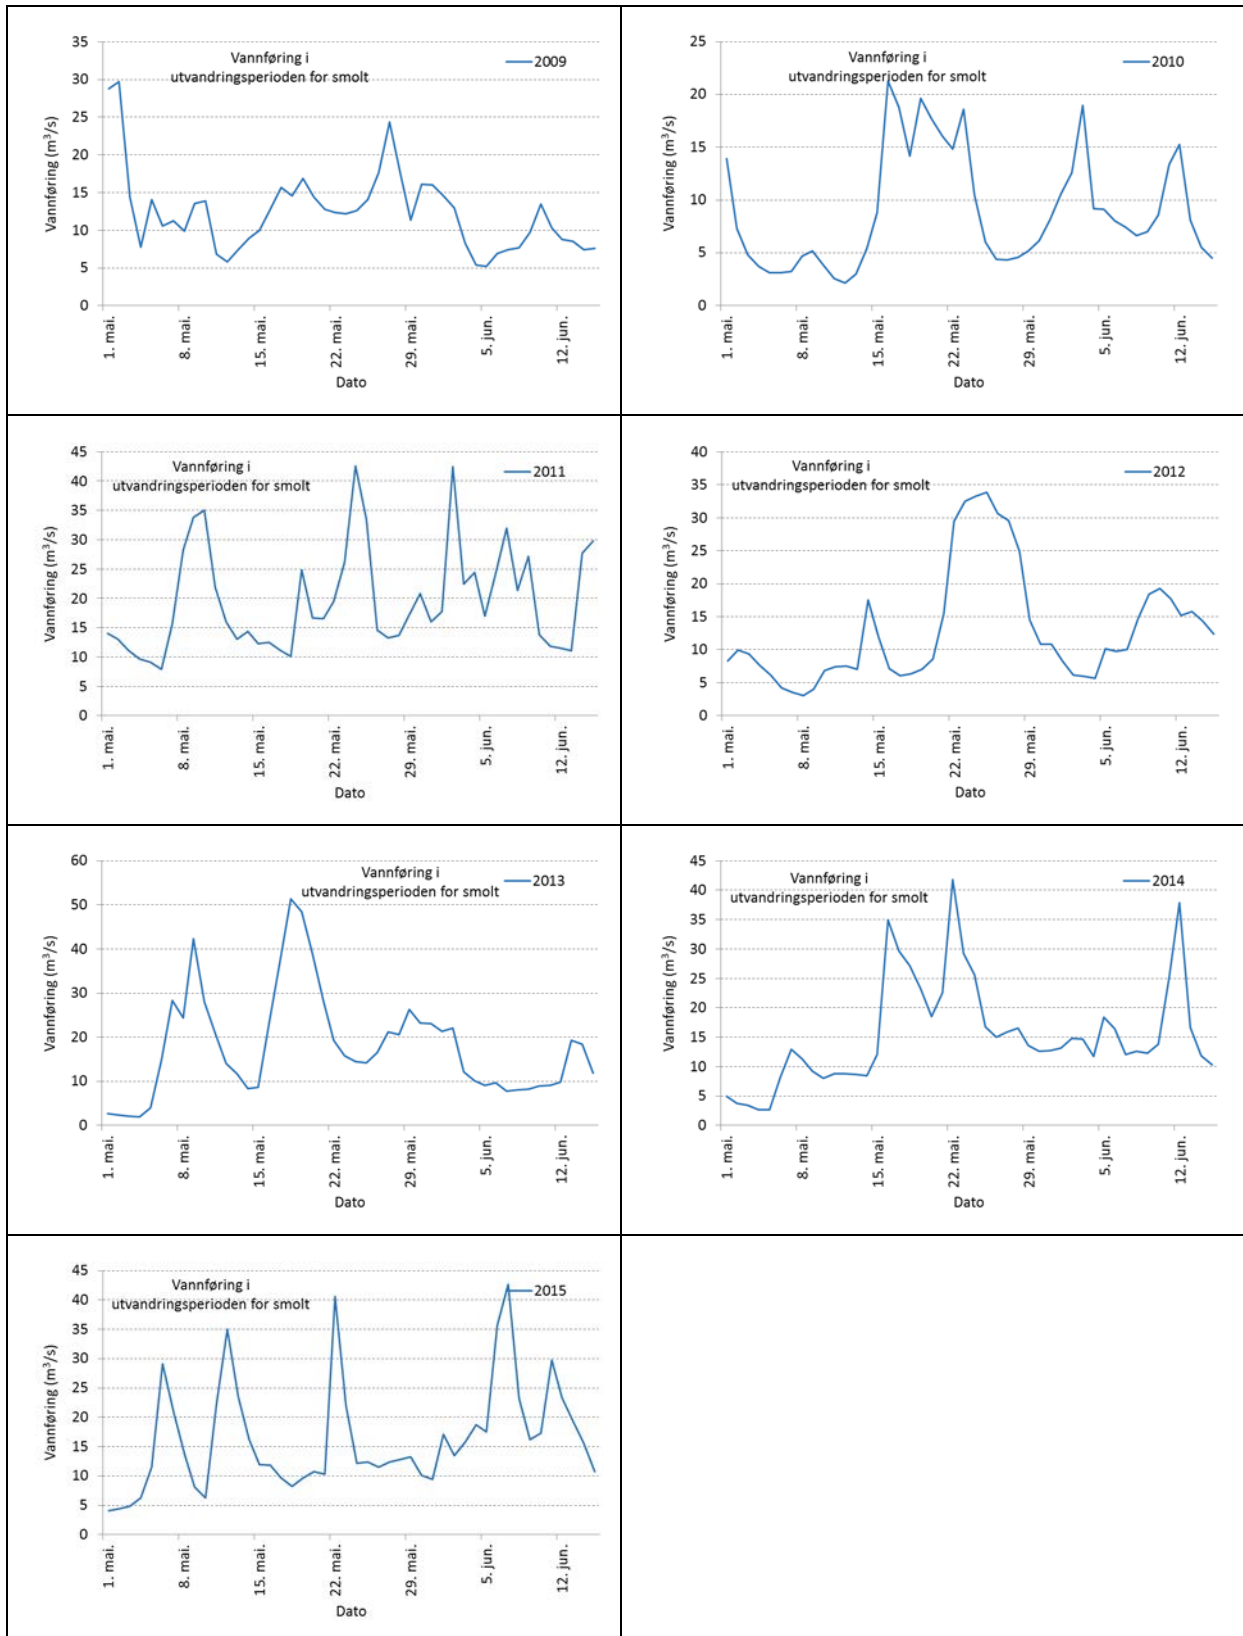 Vannføring i
utvandringsperioden for smolt
2009
Vannføring (m³/s)
35
30
25
20
15
10
5
0
1. mai.
8. mai.
15. mai.
22. mai.
29. mai.
5. jun.
12. jun.
Dato
Vannføring i
utvandringsperioden for smolt
2010
Vannføring (m³/s)
25
20
15
10
5
0
1. mai.
8. mai.
15. mai.
22. mai.
29. mai.
5. jun.
12. jun.
Dato
Vannføring i
utvandringsperioden for smolt
2011
Vannføring (m³/s)
45
40
35
30
25
20
15
10
5
0
1. mai.
8. mai.
15. mai.
22. mai.
29. mai.
5. jun.
12. jun.
Dato
Vannføring i
utvandringsperioden for smolt
2012
Vannføring (m³/s)
40
35
30
25
20
15
10
5
0
1. mai.
8. mai.
15. mai.
22. mai.
29. mai.
5. jun.
12. jun.
Dato
Vannføring i
utvandringsperioden for smolt
2013
Vannføring (m³/s)
60
50
40
30
20
10
0
1. mai.
8. mai.
15. mai.
22. mai.
29. mai.
5. jun.
12. jun.
Dato
Vannføring i
utvandringsperioden for smolt
2014
Vannføring (m³/s)
45
40
35
30
25
20
15
10
5
0
1. mai.
8. mai.
15. mai.
22. mai.
29. mai.
5. jun.
12. jun.
Dato
Vannføring i
utvandringsperioden for smolt
2015
Vannføring (m³/s)
45
40
35
30
25
20
15
10
5
0
1. mai.
8. mai.
15. mai.
22. mai.
29. mai.
5. jun.
12. jun.
Dato